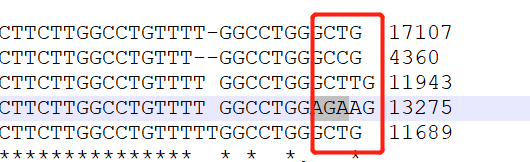 CTTCTTGGCCTGTTTT-GGCCTGGGCTG 17107
CTTCTTGGCCTGTTT--GGCCTGGGCCG 4360
CTTCTTGGCCTGTTTT GGCCTGGGCTTG 11943
CTTCTTGGCCTGTTTT GGCCTGGAGAAG 13275
CTTCTTGGCCTGTTTTTGGCCTGGGCTG 11689
*************** * * *. *